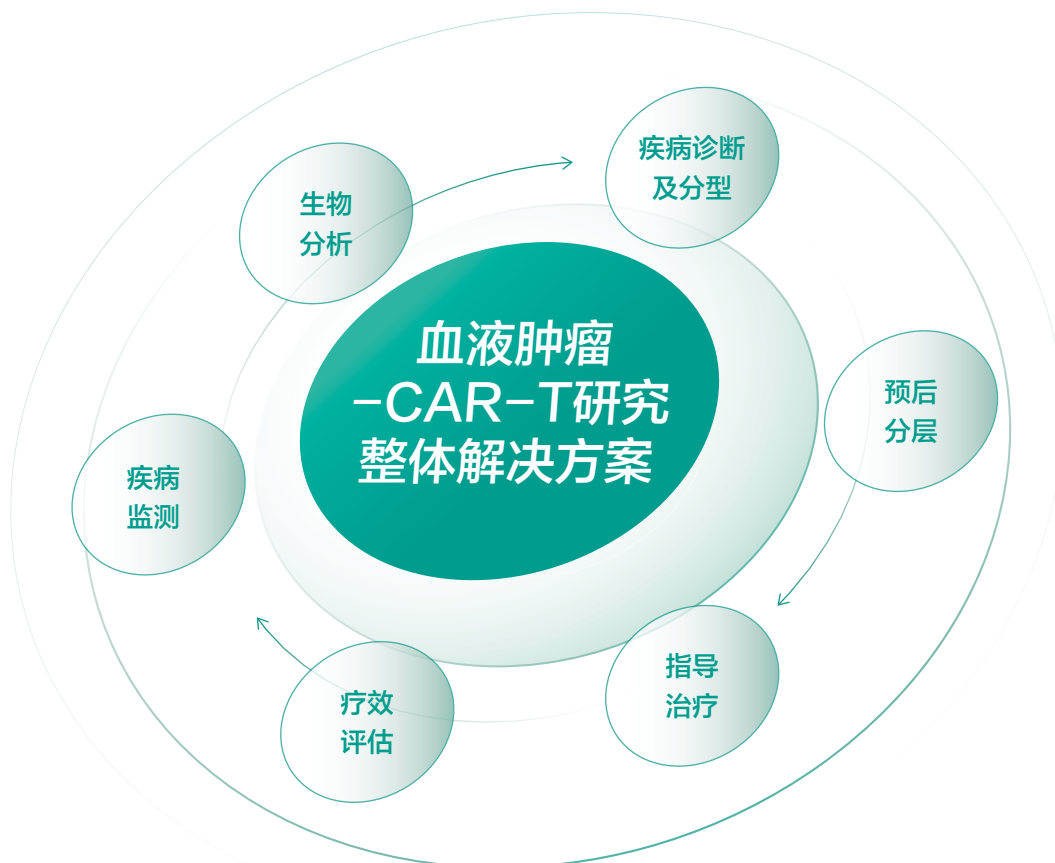 血液肿瘤
-CAR-T研究
整体解决方案
疾病诊断
及分型
预后
分层
指导
治疗
疗效
评估
疾病
监测
生物
分析